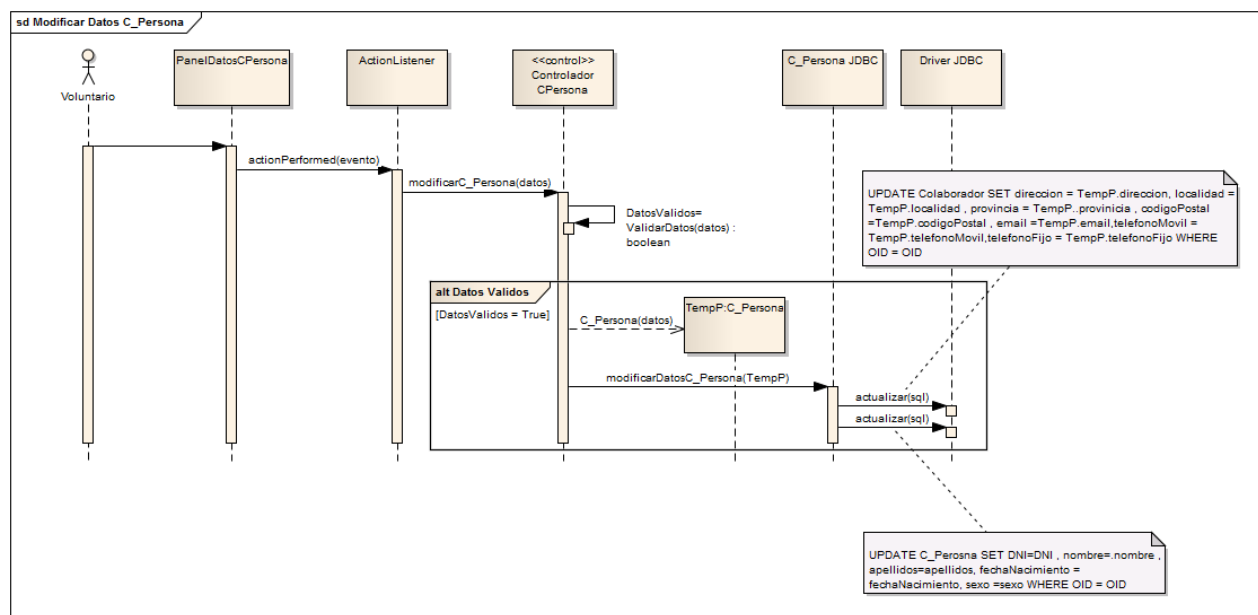 sd Modificar Datos C_Persona
Voluntario
PanelDatosCPersona
ActionListener
<<control>>
Controlador
CPersona
C_Persona JDBC
Driver JDBC
actionPerformed(evento)
modificarC_Persona(datos)
DatosValidos=
ValidarDatos(datos) :
boolean
UPDATE Colaborador SET direccion = TempP.direccion, localidad =
TempP.localidad , provincia = TempP..provinicia , codigoPostal
=TempP.codigoPostal , email =TempP.email,telefonoMovil =
TempP.telefonoMovil,telefonoFijo = TempP.telefonoFijo WHERE
OID = OID
alt Datos Validos
[DatosValidos = True]
C_Persona(datos)
TempP:C_Persona
modificarDatosC_Persona(TempP)
actualizar(sql)
actualizar(sql)
UPDATE C_Perosna SET DNI=DNI , nombre=.nombre ,
apellidos=apellidos, fechaNacimiento =
fechaNacimiento, sexo =sexo WHERE OID = OID